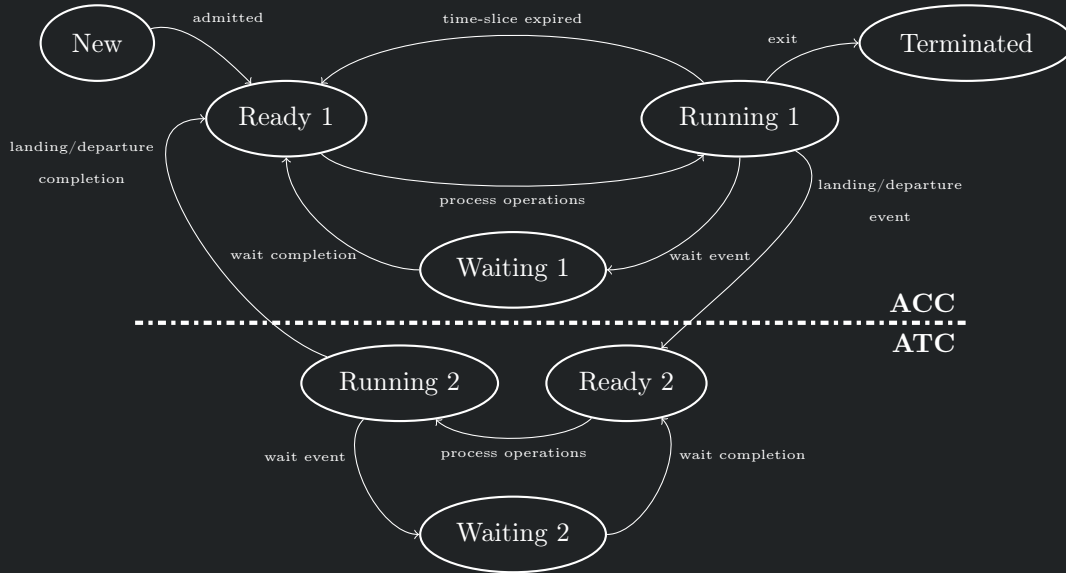 New
admitted
time-slice expired
exit
Terminated
Ready 1
Running 1
landing/departure
completion
process operations
landing/departure
event
wait completion
Waiting 1
wait event
ACC
ATC
Running 2
Ready 2
wait event
process operations
wait completion
Waiting 2